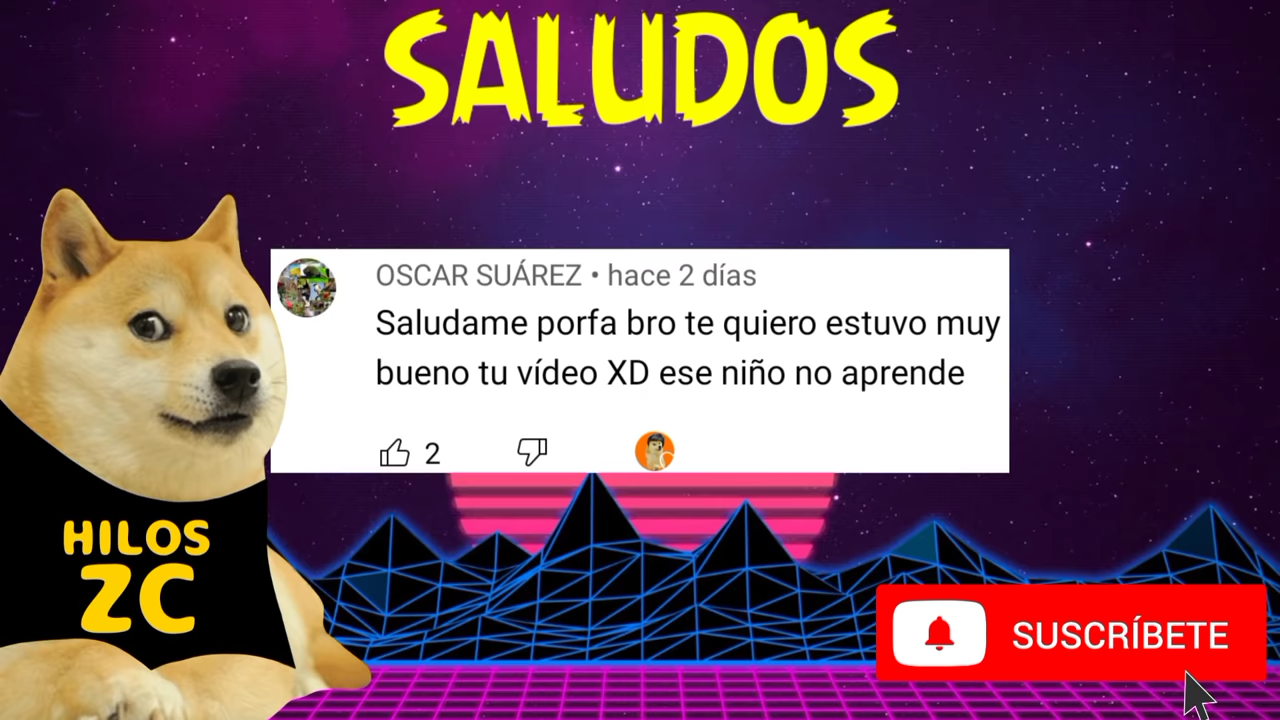 SALUDOS
OSCAR SUÁREZ • hace 2 días
Saludame porfa bro te quiero estuvo muy
bueno tu vídeo XD ese niño no aprende
2
HILOS
ZC
SUSCRÍBETE